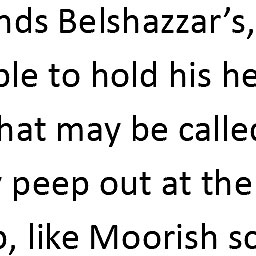 nds Belshazzar’s,
ble to hold his he
hat may be called
peep out at the
, like Moorish sc